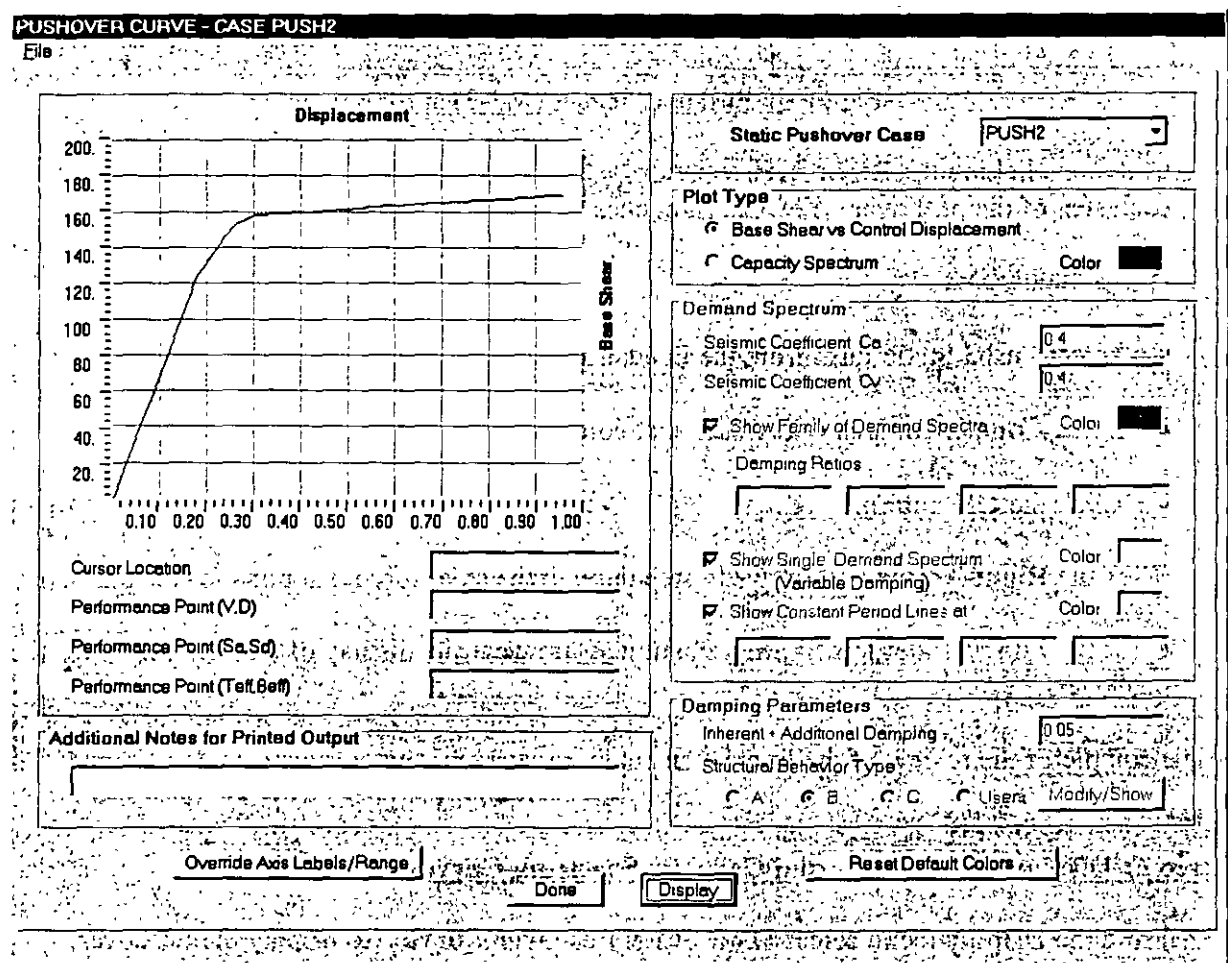 PUSHOVER CURVE - CASE PUSH2
File
Displacement
200.
180.
160.
140.
120.
100.
80
60
40.
20.
Base Shear
0.10 0.20 0.30 0.40 0.50 0.60 0.70 0.80 0.90 1.00
Cursor Location
Performance Point (V,D)
Performance Point (Sa,Sd)
Performance Point (Teff,Beff)
Additional Notes for Printed Output
Static Pushover Case PUSH2
Plot Type
Base Shear vs Control Displacement
Capacity Spectrum Color
Demand Spectrum
Seismic Coefficient Ca 0.4
Seismic Coefficient Cv 0.4
Show Family of Demand Spectra Color
Damping Ratios
Show Single Demand Spectrum Color
(Variable Damping)
Show Constant Period Lines at Color
Damping Parameters
Inherent + Additional Damping 0.05
Structural Behavior Type
A B C Users Modify/Show
Override Axis Labels/Range
Reset Default Colors
Done
Display